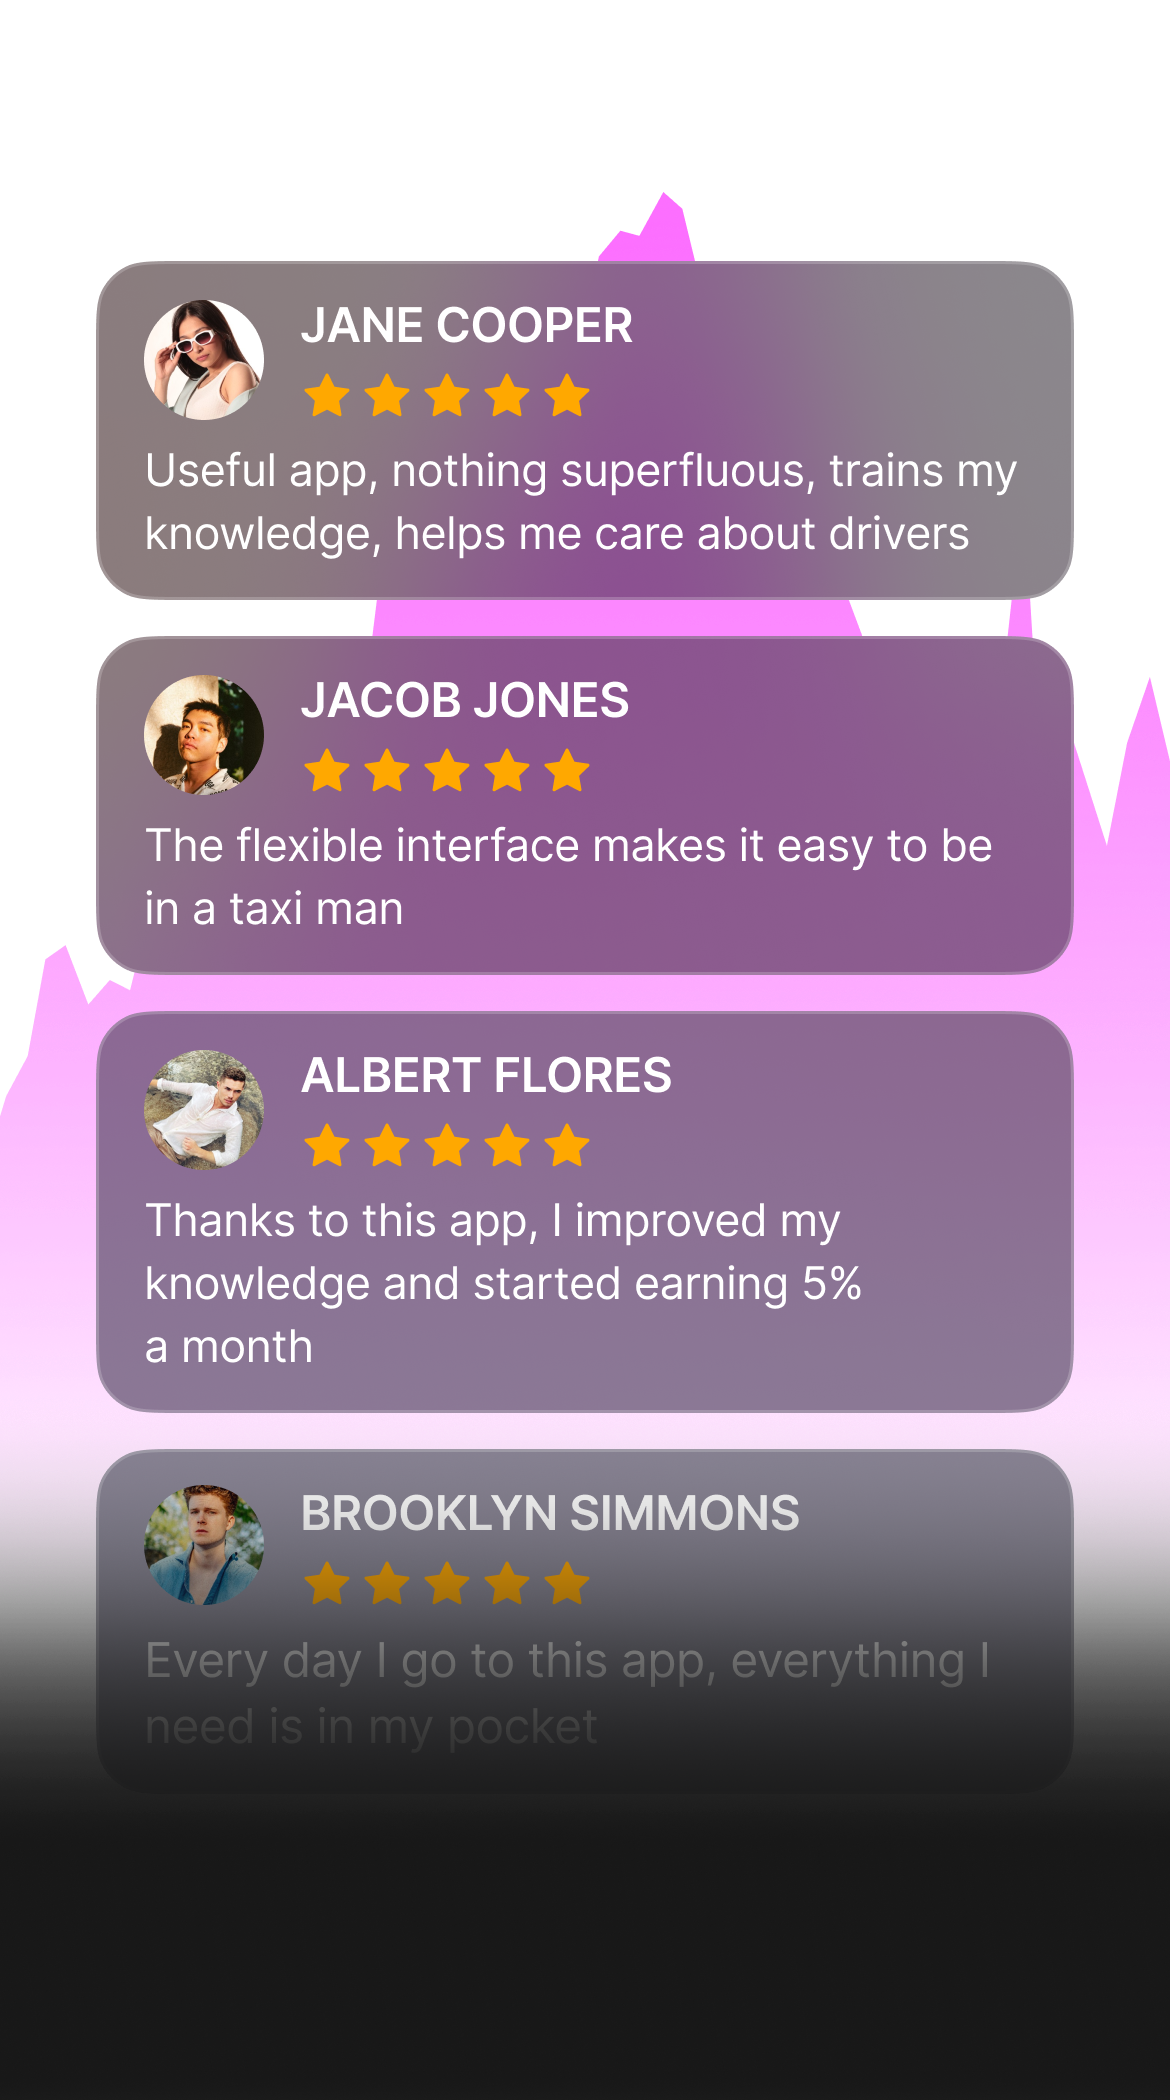 JANE COOPER
Useful app, nothing superfluous, trains my
knowledge, helps me care about drivers
JACOB JONES
The flexible interface makes it easy to be
in a taxi man
ALBERT FLORES
Thanks to this app, I improved my
knowledge and started earning 5%
a month
BROOKLYN SIMMONS
Every day I go to this app, everything I
need is in my pocket